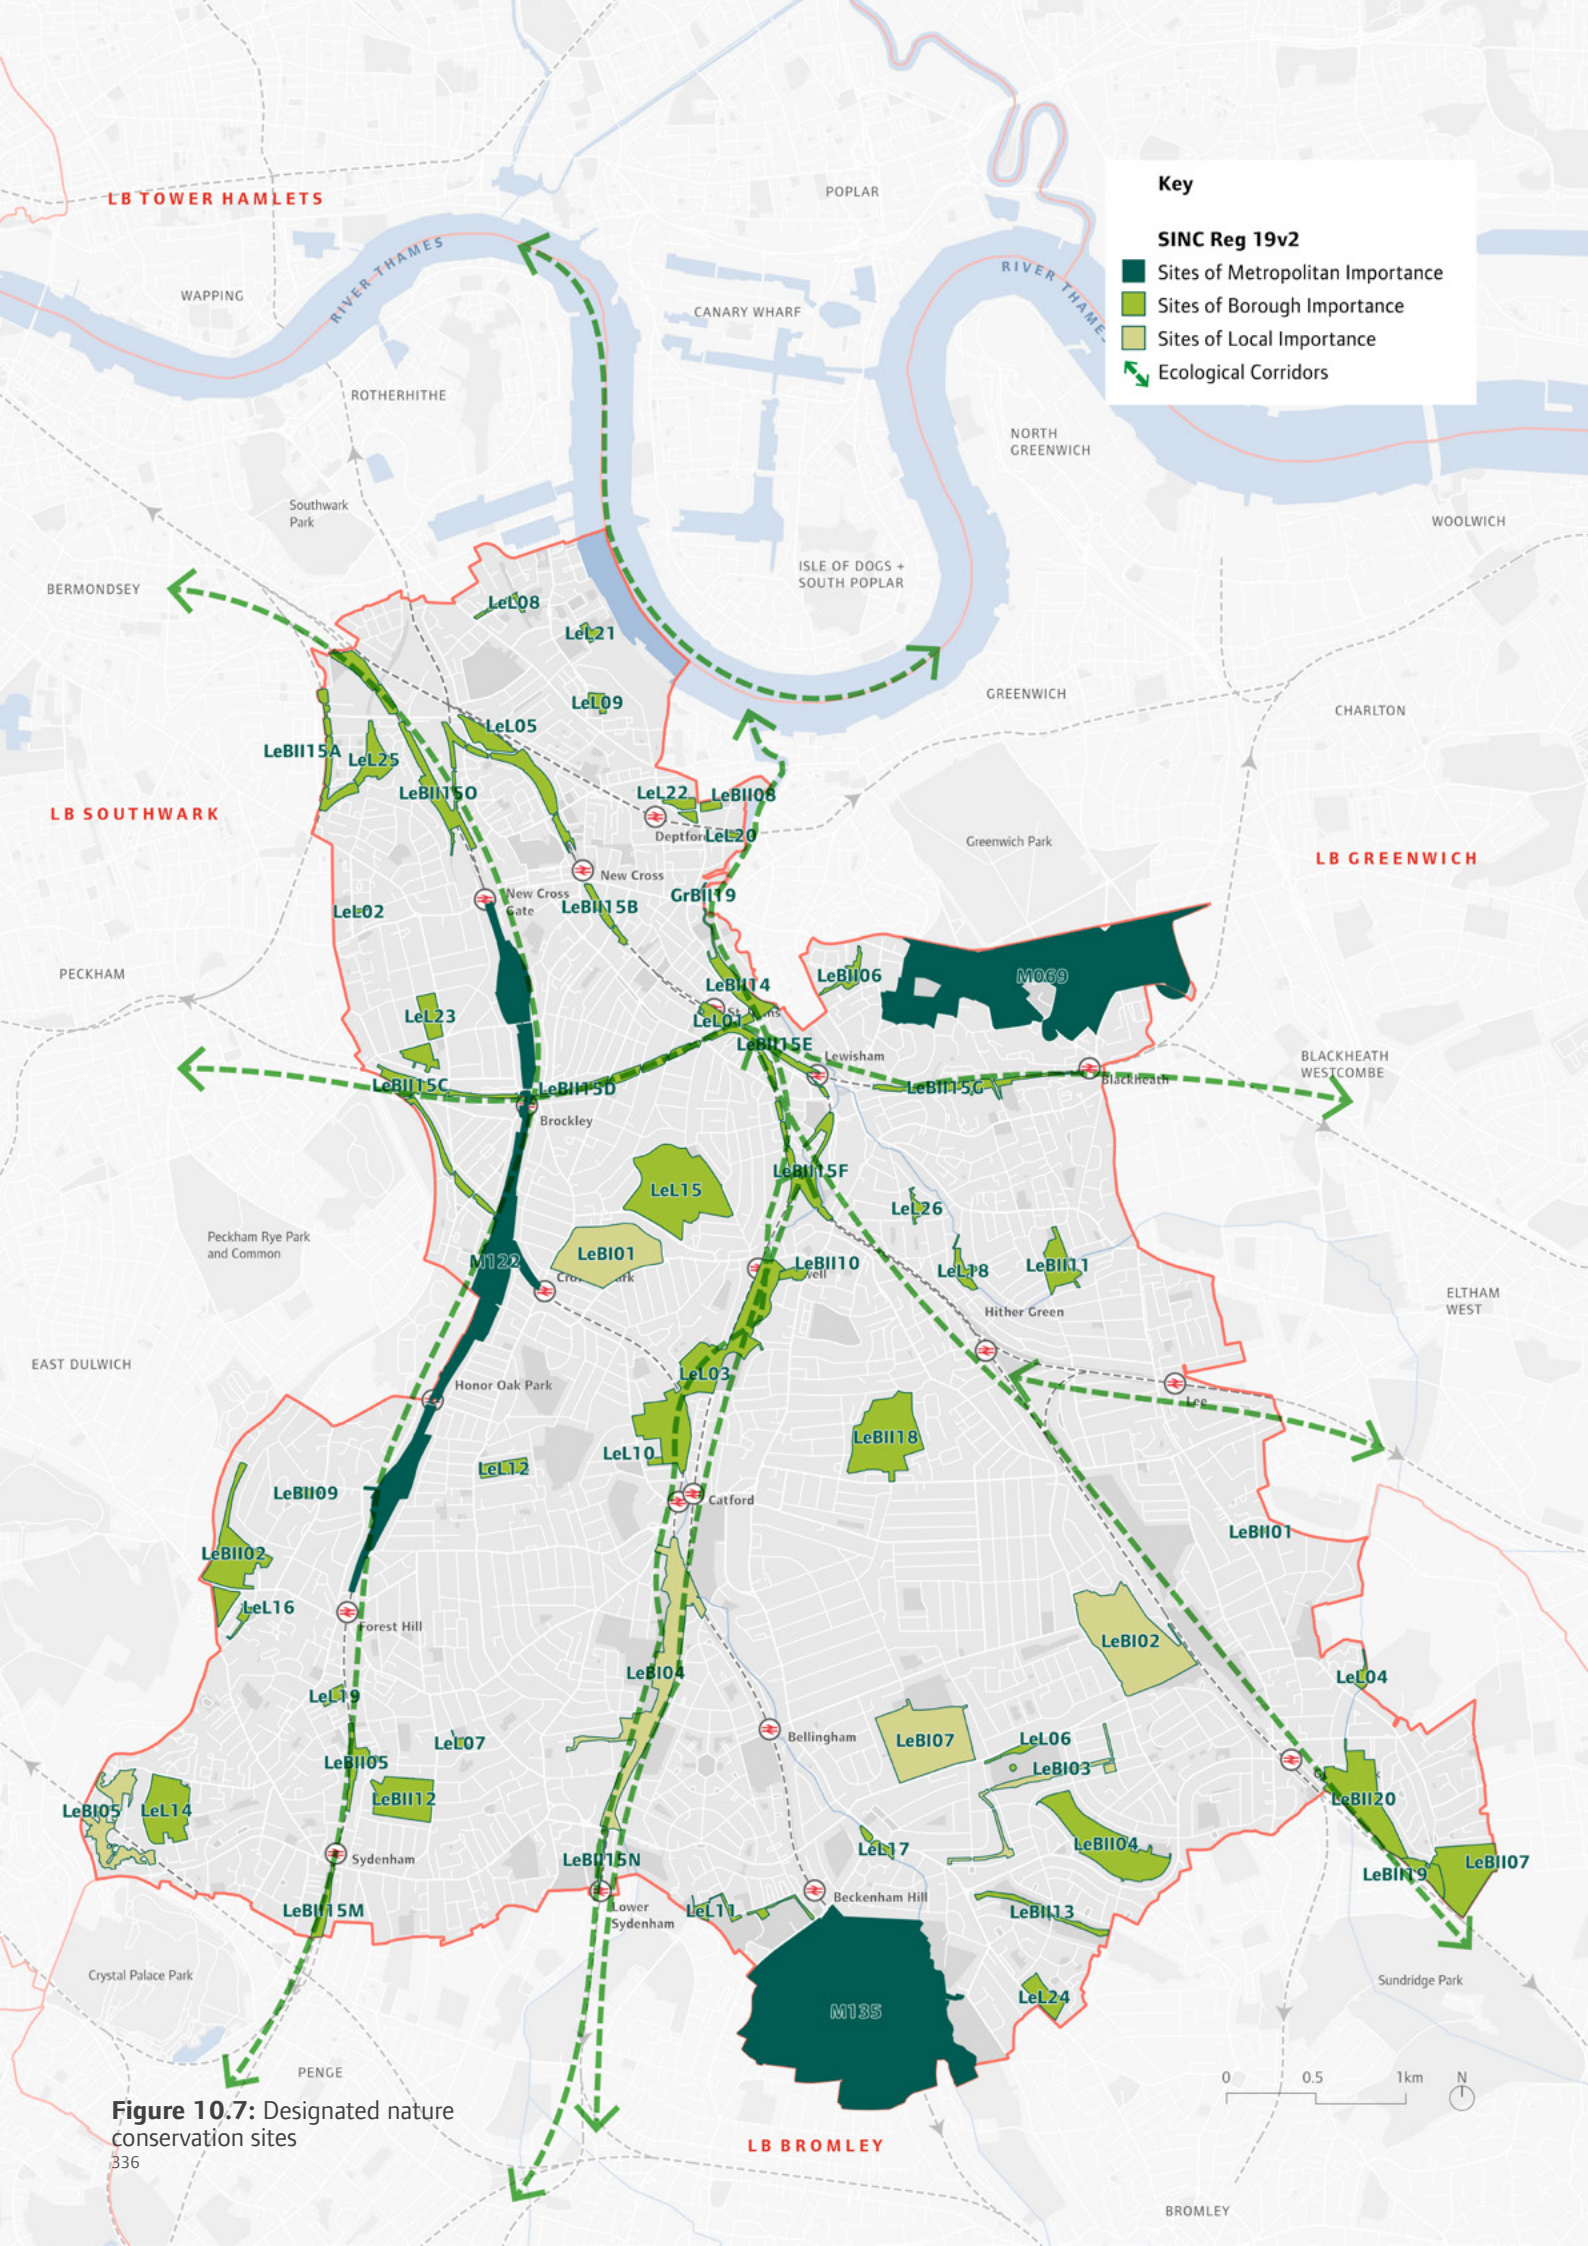 POPLAR
Key
LB TOWER HAMLETS
SINC Reg 19v2
RIVER THAMES
RIVER THAMES
Sites of Metropolitan Importance
WAPPING
Sites of Borough Importance
CANARY WHARF
Sites of Local Importance
Ecological Corridors
ROTHERHITHE
NORTH
GREENWICH
Southwark
Park
WOOLWICH
ISLE OF DOGS +
SOUTH POPLAR
BERMONDSEY
LeL08
LeL21
GREENWICH
LeL09
CHARLTON
LeL05
LeBII15A
LeL25
LeBII15O
LeL22
LeBII08
LB SOUTHWARK
Deptford
LeL20
Greenwich Park
LB GREENWICH
New Cross
New Cross
Gate
GrBII19
LeBII15B
LeL02
PECKHAM
LeBII06
M069
LeBII14
LeL23
LeL01
LeBII15E
Lewisham
BLACKHEATH
WESTCOMBE
LeBII15C
LeBII15D
LeBII15G
Blackheath
Brockley
LeBII15F
LeL15
LeL26
Peckham Rye Park
and Common
LeBI01
M122
LeBII10
LeL18
LeBII11
ELTHAM
WEST
Hither Green
EAST DULWICH
LeL03
Honor Oak Park
Lee
LeBII18
LeL10
LeL12
LeBII09
Catford
LeBII01
LeBII02
LeL16
Forest Hill
LeBI02
LeBI04
LeL04
LeL19
LeL07
Bellingham
LeBI07
LeL06
LeBII05
LeBI03
LeBII12
LeBII20
LeBI05
LeL14
LeBII04
LeL17
Sydenham
LeBII15N
LeBII07
LeBII19
Beckenham Hill
LeBII15M
Lower
Sydenham
LeL11
LeBII13
Crystal Palace Park
Sundridge Park
LeL24
M135
PENGE
0 0.5 1km N
Figure 10.7: Designated nature
conservation sites
336
LB BROMLEY
BROMLEY